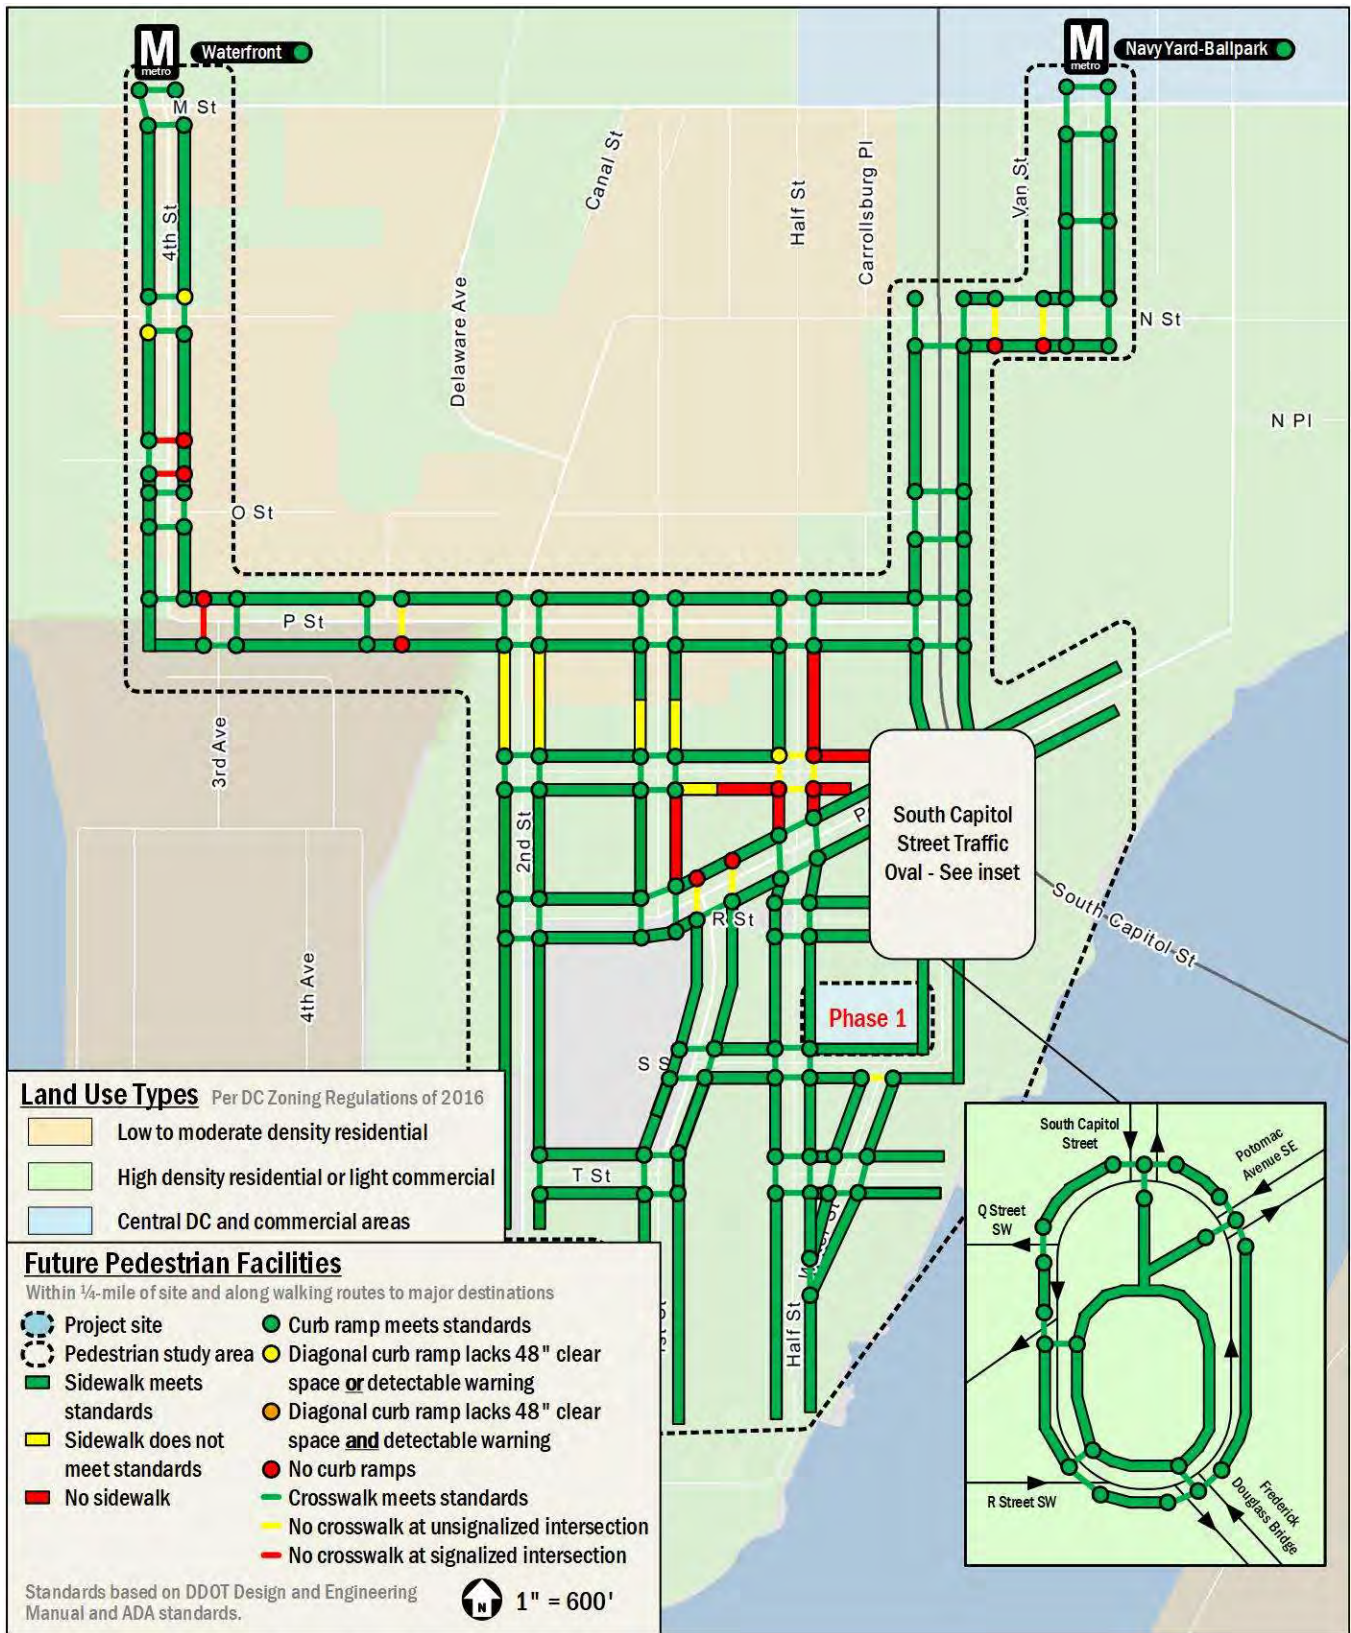 M
metro
Waterfront
M
metro
Navy Yard-Ballpark
M St
4th St
Canal St
Half St
Carrollsburg Pl
Van St
Delaware Ave
N St
N Pl
O St
P St
3rd Ave
2nd St
4th Ave
South Capitol
Street Traffic
Oval - See inset
R St
South Capitol St
Phase 1
S S
T St
Half St
Land Use Types Per DC Zoning Regulations of 2016
Low to moderate density residential
High density residential or light commercial
Central DC and commercial areas
Future Pedestrian Facilities
Within ¼-mile of site and along walking routes to major destinations
Project site
Pedestrian study area
Sidewalk meets
standards
Sidewalk does not
meet standards
No sidewalk
Curb ramp meets standards
Diagonal curb ramp lacks 48" clear
space or detectable warning
Diagonal curb ramp lacks 48" clear
space and detectable warning
No curb ramps
Crosswalk meets standards
No crosswalk at unsignalized intersection
No crosswalk at signalized intersection
Standards based on DDOT Design and Engineering
Manual and ADA standards.
N
1" = 600'
South Capitol
Street
Potomac
Avenue SE
Q Street
SW
R Street SW
Frederick
Douglass Bridge